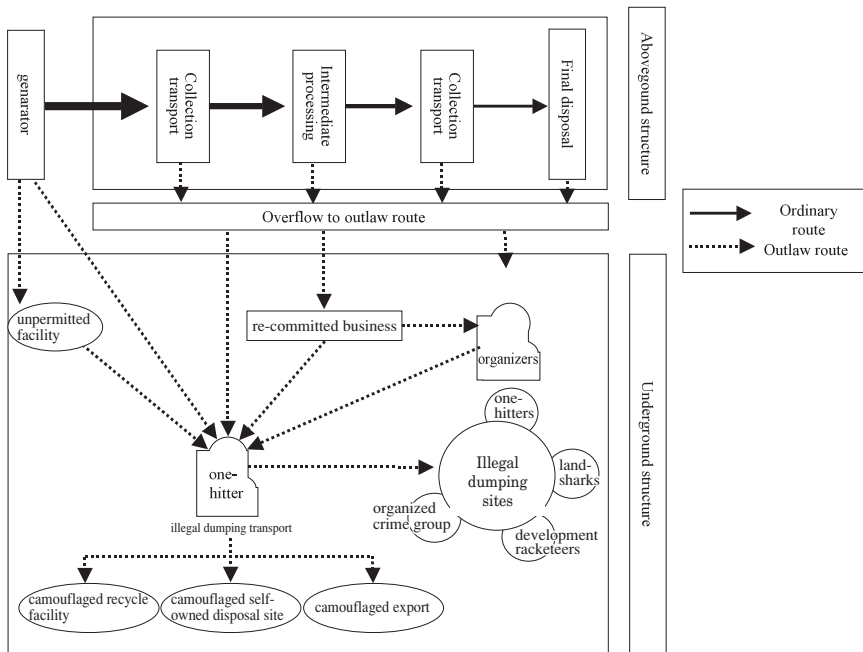 genarator
Collection
transport
Intermediate
processing
Collection
transport
Final disposal
Abovegound structure
Overflow to outlaw route
Ordinary
route
Outlaw route
unpermitted
facility
re-committed business
organizers
one-
hitters
Illegal
dumping
sites
land-
sharks
organized
crime group
development
racketeers
one-
hitter
illegal dumping transport
camouflaged recycle
facility
camouflaged self-
owned disposal site
camouflaged export
Underground structure